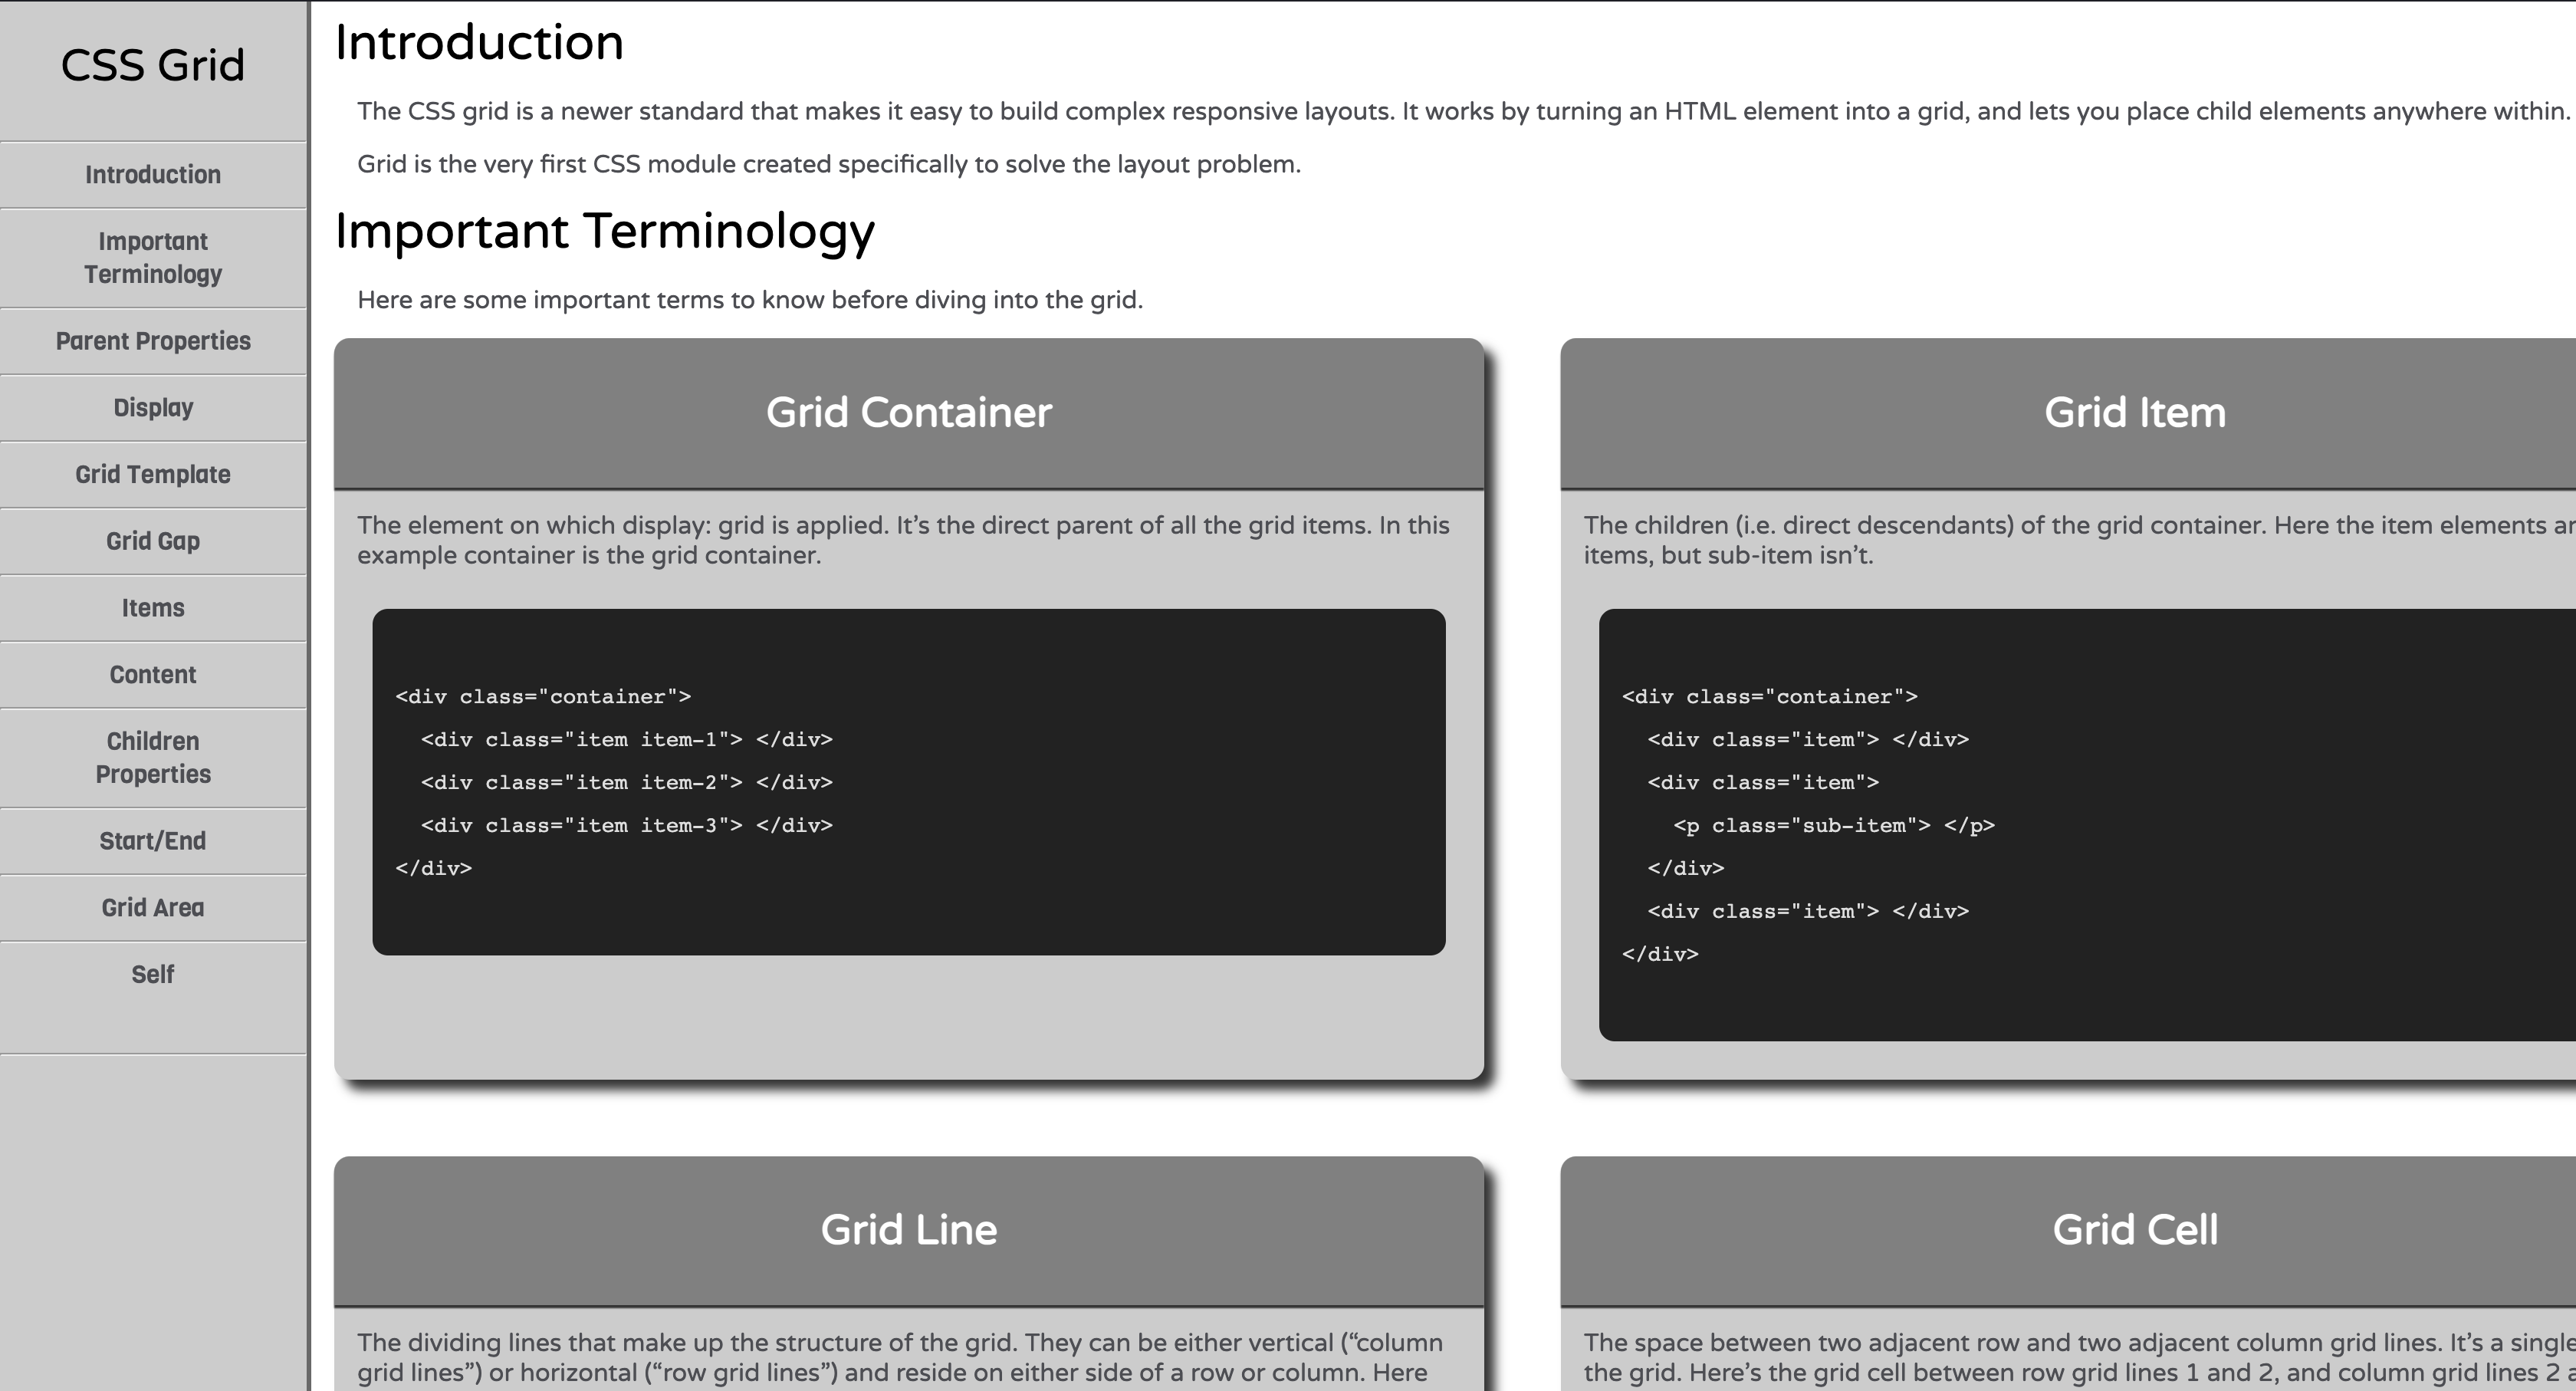 CSS Grid
Introduction
Important
Terminology
Parent Properties
Display
Grid Template
Grid Gap
Items
Content
Children
Properties
Start/End
Grid Area
Self
Introduction
The CSS grid is a newer standard that makes it easy to build complex responsive layouts. It works by turning an HTML element into a grid, and lets you place child elements anywhere within.
Grid is the very first CSS module created specifically to solve the layout problem.
Important Terminology
Here are some important terms to know before diving into the grid.
Grid Container
The element on which display: grid is applied. It’s the direct parent of all the grid items. In this
example container is the grid container.
<div class="container">
  <div class="item item-1"> </div>
  <div class="item item-2"> </div>
  <div class="item item-3"> </div>
</div>
Grid Item
The children (i.e. direct descendants) of the grid container. Here the item elements
items, but sub-item isn’t.
<div class="container">
  <div class="item"> </div>
  <div class="item">
    <p class="sub-item"> </p>
  </div>
  <div class="item"> </div>
</div>
Grid Line
The dividing lines that make up the structure of the grid. They can be either vertical (“column
grid lines”) or horizontal (“row grid lines”) and reside on either side of a row or column. Here
Grid Cell
The space between two adjacent row and two adjacent column grid lines. It’s a single
the grid. Here’s the grid cell between row grid lines 1 and 2, and column grid lines 2